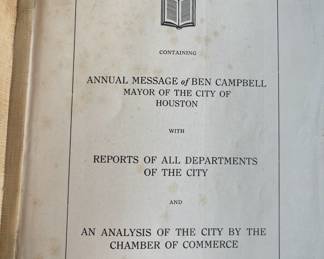 CONTAINING
ANNUAL MESSAGE of BEN CAMPBELL
MAYOR OF THE CITY OF
HOUSTON
WITH
REPORTS OF ALL DEPARTMENTS
OF THE CITY
AND
AN ANALYSIS OF THE CITY BY THE
CHAMBER OF COMMERCE